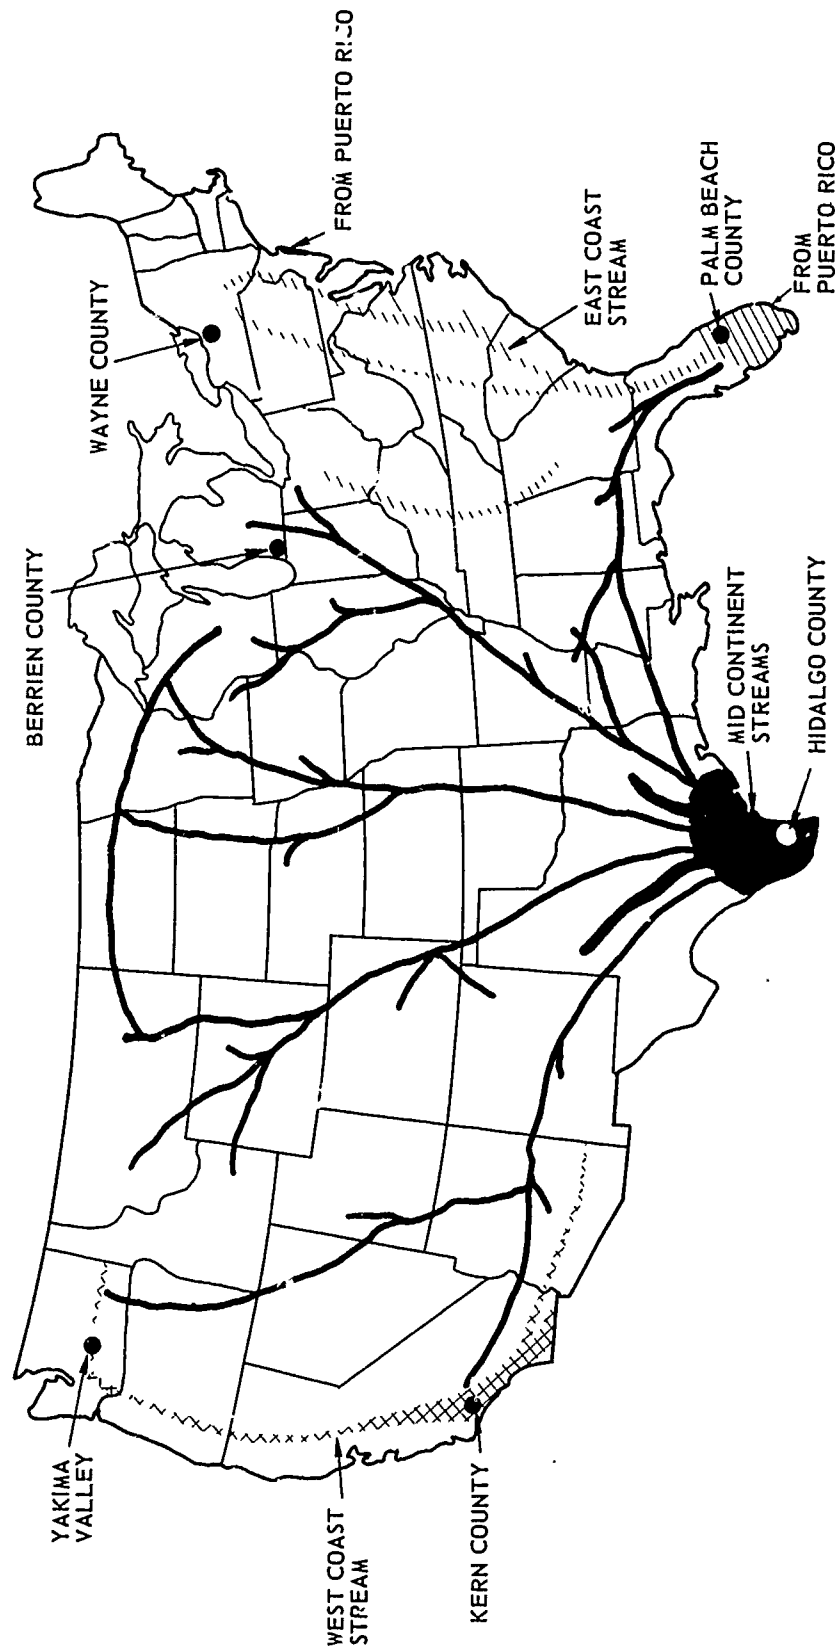 YAKIMA
VALLEY
WEST COAST
STREAM
KERN COUNTY
BERRIEN COUNTY
WAYNE COUNTY
FROM PUERTO RICO
EAST COAST
STREAM
PALM BEACH
COUNTY
FROM
PUERTO RICO
MID CONTINENT
STREAMS
HIDALGO COUNTY